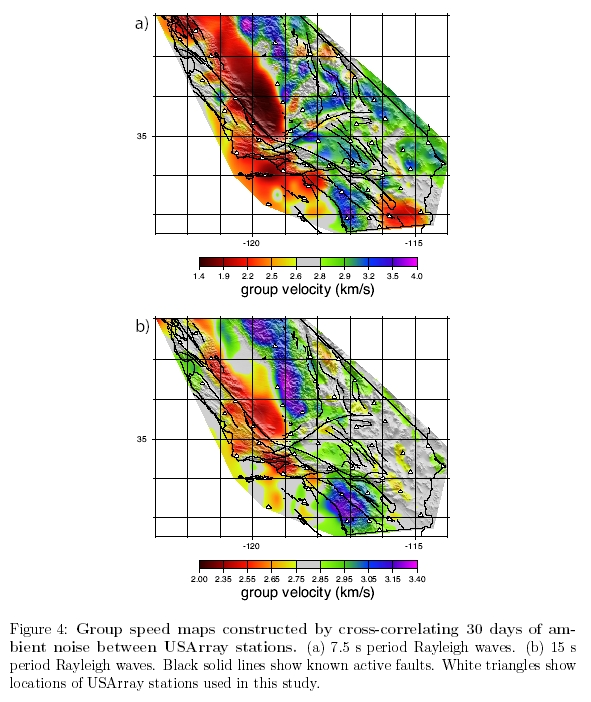 a)
35
-120 -115
1.4 1.9 2.2 2.5 2.6 2.8 2.9 3.2 3.5 4.0
group velocity (km/s)
b)
35
-120 -115
2.00 2.35 2.55 2.65 2.75 2.85 2.95 3.05 3.15 3.40
group velocity (km/s)
Figure 4: Group speed maps constructed by cross-correlating 30 days of am-
bient noise between USArray stations. (a) 7.5 s period Rayleigh waves. (b) 15 s
period Rayleigh waves. Black solid lines show known active faults. White triangles show
locations of USArray stations used in this study.